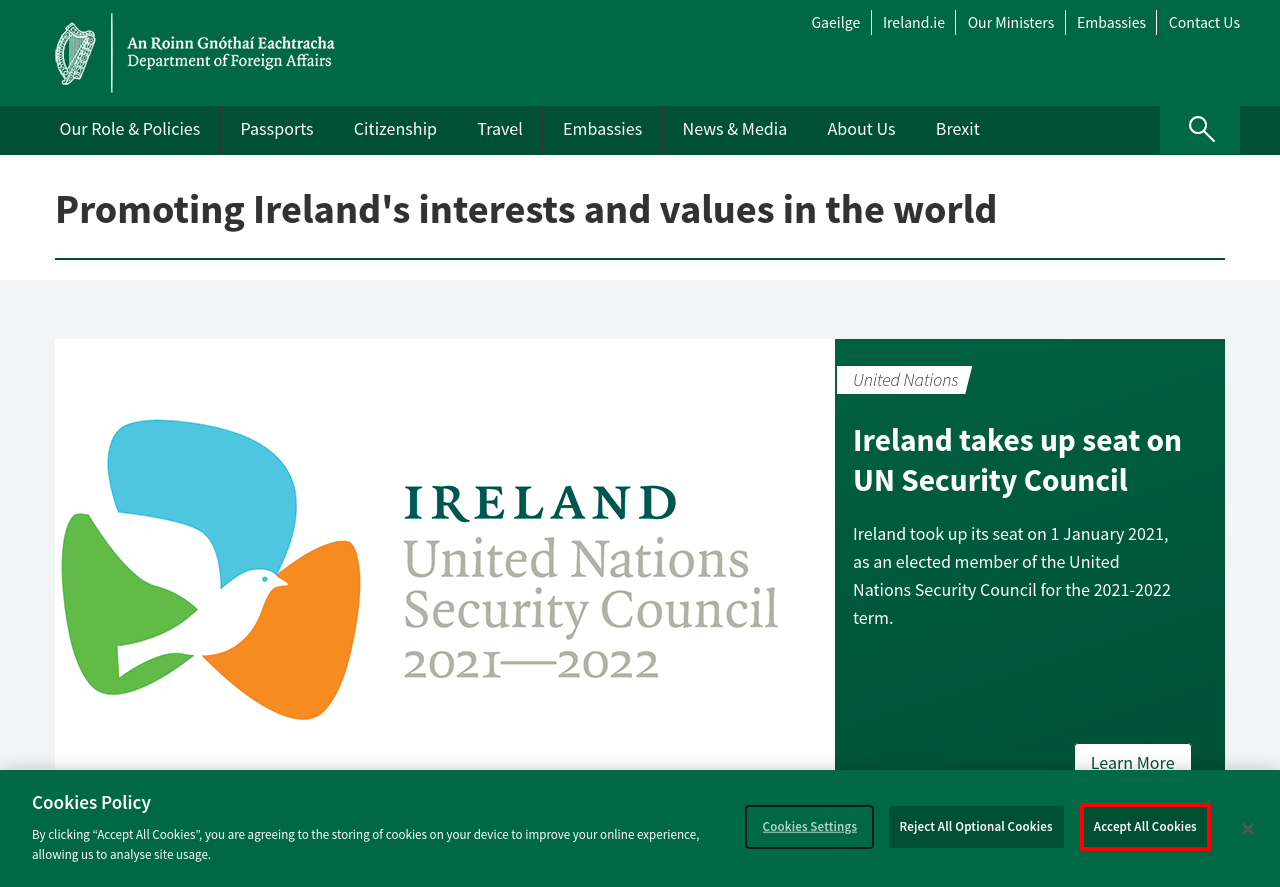 An Roinn Gnóthaí Eachtracha
Department of Foreign Affairs
Gaeilge
Ireland.ie
Our Ministers
Embassies
Contact Us
Our Role & Policies
Passports
Citizenship
Travel
Embassies
News & Media
About Us
Brexit
Promoting Ireland's interests and values in the world
IRELAND
United Nations
Security Council
2021—2022
United Nations
Ireland takes up seat on
UN Security Council
Ireland took up its seat on 1 January 2021,
as an elected member of the United
Nations Security Council for the 2021-2022
term.
Learn More
Cookies Policy
By clicking “Accept All Cookies”, you are agreeing to the storing of cookies on your device to improve your online experience,
allowing us to analyse site usage.
Cookies Settings
Reject All Optional Cookies
Accept All Cookies